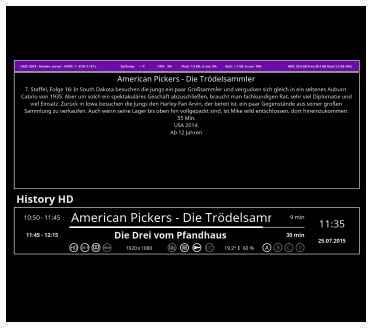 American Pickers - Die Trödelsammler
7. Staffel, Folge 16: In South Dakota besuchen die Jungs ein paar Großsammler und vergucken sich gleich in ein seltenes Auburn
Cabrio von 1935. Aber um solch ein spektakuläres Geschäft abzuschließen, braucht man fachkundigen Rat, sehr viel Diplomatie und
viel Einsatz. Zurück in Iowa besuchen die Jungs den Harley-Fan Arvin, der bereit ist, ein paar Gegenstände aus seiner großen
Sammlung zu verkaufen. Auch wenn seine Lager bis oben hin vollgepackt sind, ist Mike wild entschlossen, dort hineinzukommen.
35 Min.
USA 2014
Ab 12 Jahren
History HD
10:50 - 11:45 American Pickers - Die Trödelsamr 9 min
11:35
11:45 - 12:15 Die Drei vom Pfandhaus 30 min
25.07.2015
1920 x 1080 19.2° E 60 %